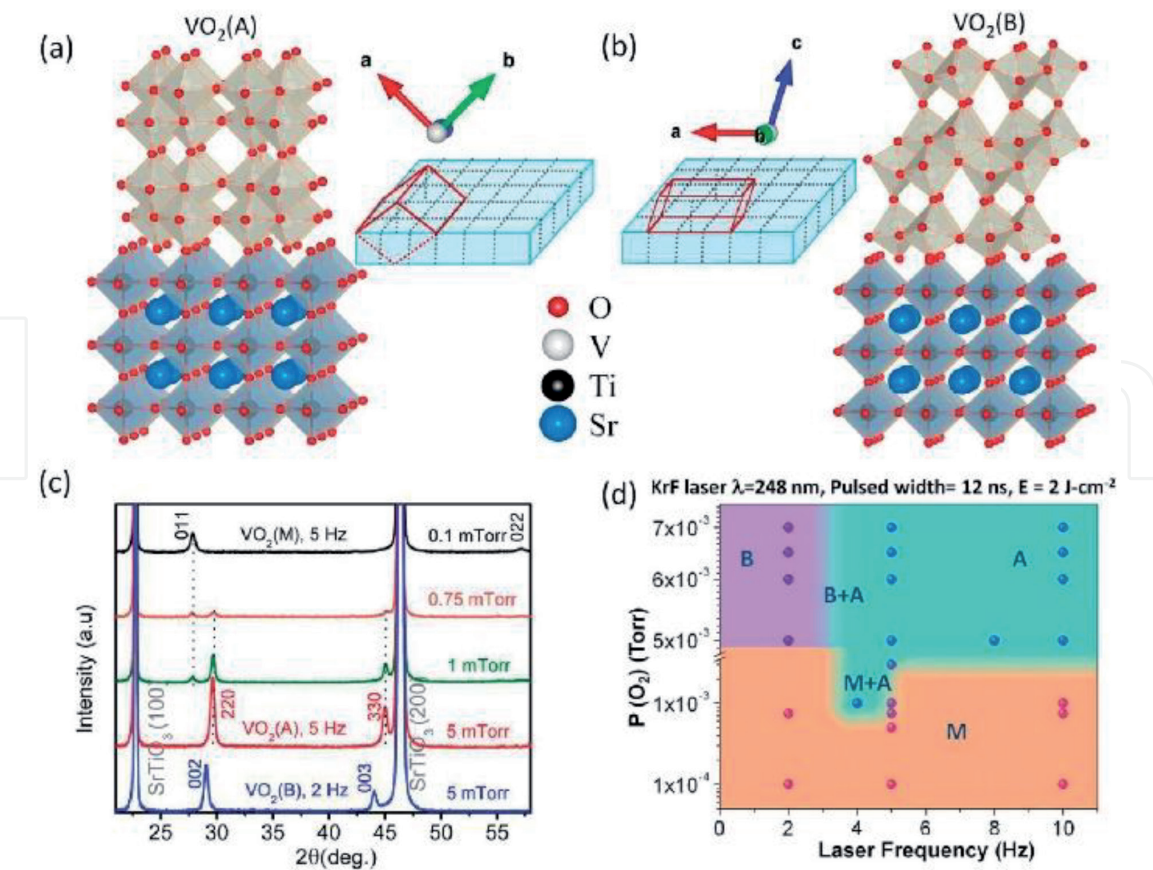 VO₂(A)
VO₂(B)
(a)
(b)
a
b
c
a
b
O
V
Ti
Sr
(c)
(d)
KrF laser λ=248 nm, Pulsed width= 12 ns, E = 2 J-cm⁻²
Intensity (a.u)
011
VO₂(M), 5 Hz
0.1 mTorr
022
0.75 mTorr
1 mTorr
SrTiO₃ (100)
220
VO₂(A), 5 Hz
330
SrTiO₃ (200)
5 mTorr
002
VO₂(B), 2 Hz
003
5 mTorr
25 30 35 40 45 50 55
2θ(deg.)
P (O₂) (Torr)
7x10⁻³
6x10⁻³
5x10⁻³
1x10⁻³
1x10⁻⁴
B
B+A
A
M+A
M
0 2 4 6 8 10
Laser Frequency (Hz)